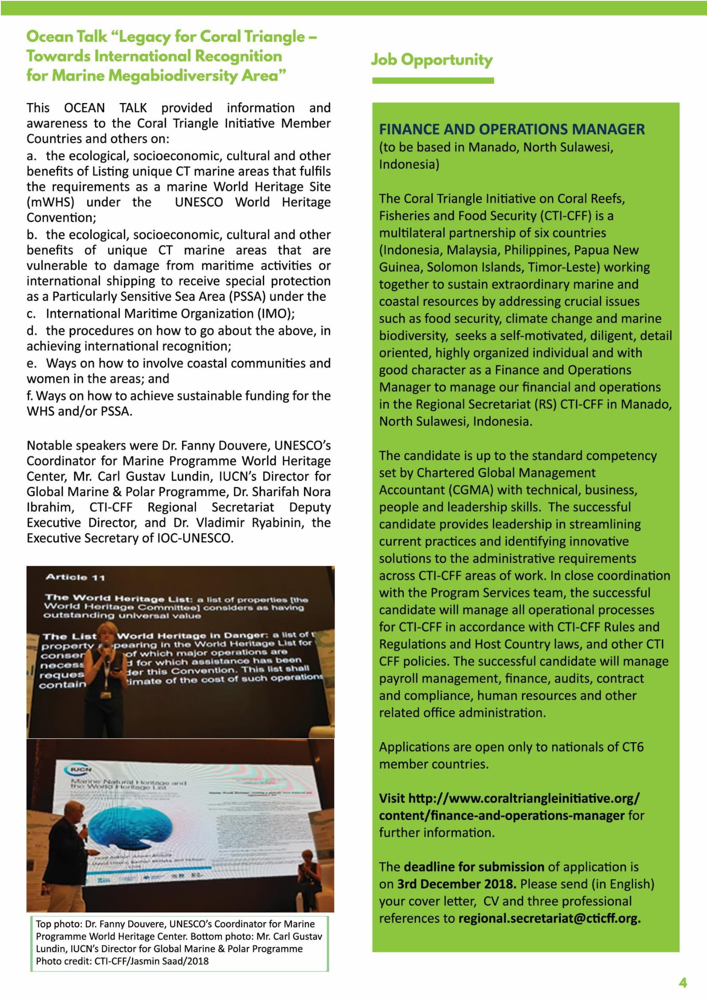 Ocean Talk “Legacy for Coral Triangle –
Towards International Recognition
for Marine Megabiodiversity Area”
This OCEAN TALK provided information and
awareness to the Coral Triangle Initiative Member
Countries and others on:
a. the ecological, socioeconomic, cultural and other
benefits of Listing unique CT marine areas that fulfils
the requirements as a marine World Heritage Site
(mWHS) under the UNESCO World Heritage
Convention;
b. the ecological, socioeconomic, cultural and other
benefits of unique CT marine areas that are
vulnerable to damage from maritime activities or
international shipping to receive special protection
as a Particularly Sensitive Sea Area (PSSA) under the
c. International Maritime Organization (IMO);
d. the procedures on how to go about the above, in
achieving international recognition;
e. Ways on how to involve coastal communities and
women in the areas; and
f. Ways on how to achieve sustainable funding for the
WHS and/or PSSA.
Notable speakers were Dr. Fanny Douvere, UNESCO’s
Coordinator for Marine Programme World Heritage
Center, Mr. Carl Gustav Lundin, IUCN’s Director for
Global Marine & Polar Programme, Dr. Sharifah Nora
Ibrahim, CTI-CFF Regional Secretariat Deputy
Executive Director, and Dr. Vladimir Ryabinin, the
Executive Secretary of IOC-UNESCO.
Article 11
The World Heritage List: a list of properties [the
World Heritage Committee] considers as having
outstanding universal value
The List World Heritage in Danger: a list of
property pearing in the World Heritage List for
conser of which major operations are
necess d for which assistance has been
reques der this Convention. This list shall
contain timate of the cost of such operations
IUCN
Marine Natural Heritage and
the World Heritage List
Top photo: Dr. Fanny Douvere, UNESCO’s Coordinator for Marine
Programme World Heritage Center. Bottom photo: Mr. Carl Gustav
Lundin, IUCN’s Director for Global Marine & Polar Programme
Photo credit: CTI-CFF/Jasmin Saad/2018
Job Opportunity
FINANCE AND OPERATIONS MANAGER
(to be based in Manado, North Sulawesi,
Indonesia)
The Coral Triangle Initiative on Coral Reefs,
Fisheries and Food Security (CTI-CFF) is a
multilateral partnership of six countries
(Indonesia, Malaysia, Philippines, Papua New
Guinea, Solomon Islands, Timor-Leste) working
together to sustain extraordinary marine and
coastal resources by addressing crucial issues
such as food security, climate change and marine
biodiversity, seeks a self-motivated, diligent, detail
oriented, highly organized individual and with
good character as a Finance and Operations
Manager to manage our financial and operations
in the Regional Secretariat (RS) CTI-CFF in Manado,
North Sulawesi, Indonesia.
The candidate is up to the standard competency
set by Chartered Global Management
Accountant (CGMA) with technical, business,
people and leadership skills. The successful
candidate provides leadership in streamlining
current practices and identifying innovative
solutions to the administrative requirements
across CTI-CFF areas of work. In close coordination
with the Program Services team, the successful
candidate will manage all operational processes
for CTI-CFF in accordance with CTI-CFF Rules and
Regulations and Host Country laws, and other CTI
CFF policies. The successful candidate will manage
payroll management, finance, audits, contract
and compliance, human resources and other
related office administration.
Applications are open only to nationals of CT6
member countries.
Visit http://www.coraltriangleinitiative.org/
content/finance-and-operations-manager for
further information.
The deadline for submission of application is
on 3rd December 2018. Please send (in English)
your cover letter, CV and three professional
references to regional.secretariat@cticff.org.
4